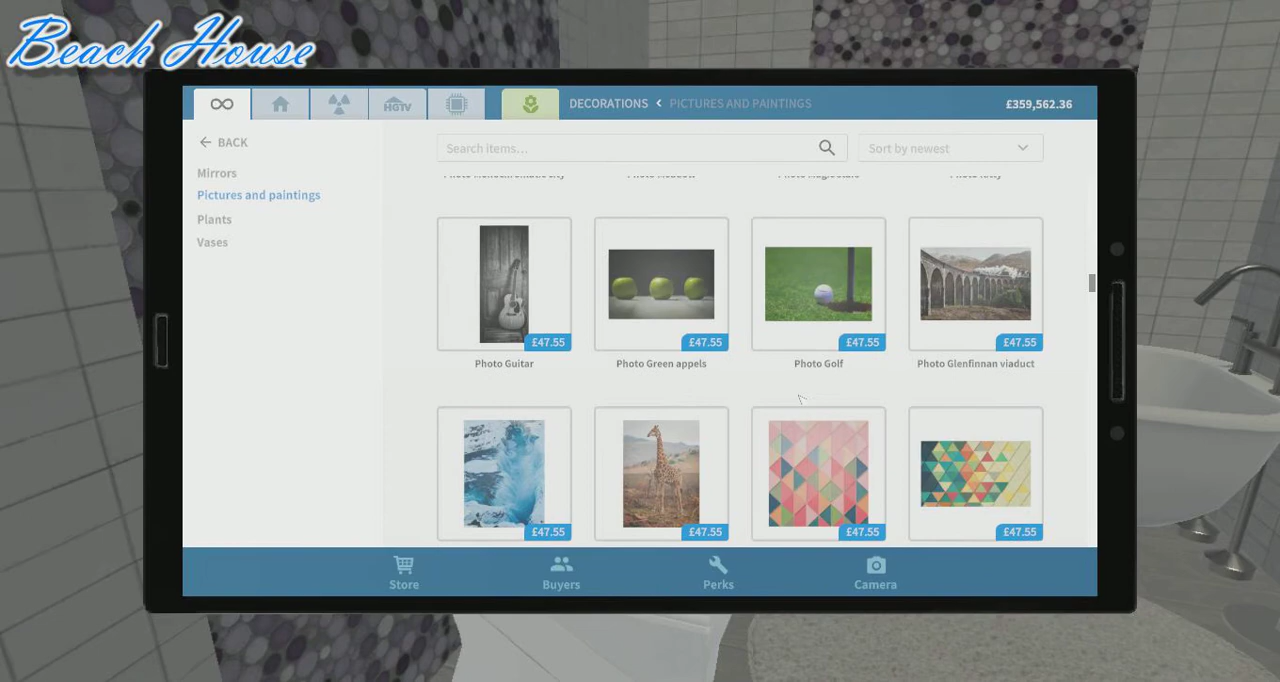 Beach House
HGTV
DECORATIONS < PICTURES AND PAINTINGS
£359,562.36
BACK
Search items...
Sort by newest
Mirrors
Pictures and paintings
Plants
Vases
£47.55
£47.55
£47.55
£47.55
Photo Guitar
Photo Green appels
Photo Golf
Photo Glenfinnan viaduct
£47.55
£47.55
£47.55
£47.55
Store
Buyers
Perks
Camera